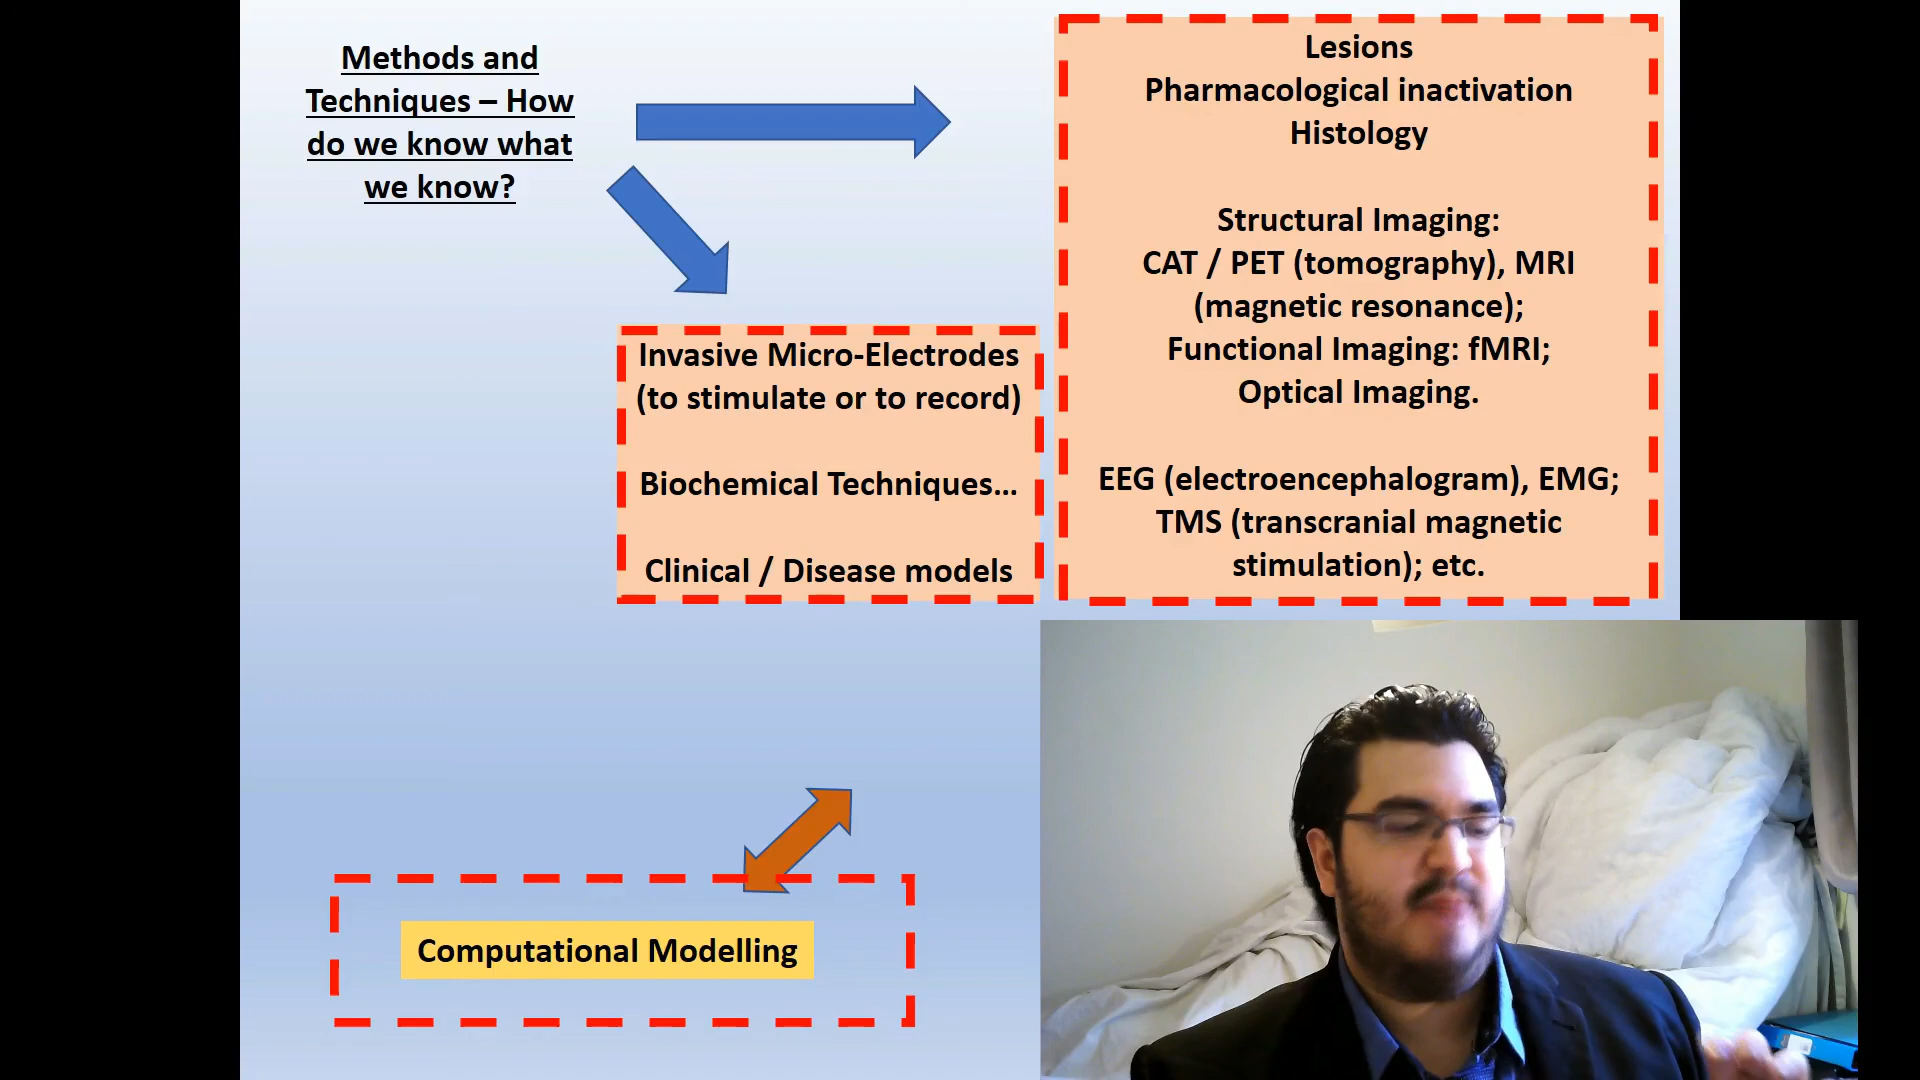 Methods and
Techniques – How
do we know what
we know?
Lesions
Pharmacological inactivation
Histology
Structural Imaging:
CAT / PET (tomography), MRI
(magnetic resonance);
Functional Imaging: fMRI;
Optical Imaging.
EEG (electroencephalogram), EMG;
TMS (transcranial magnetic
stimulation); etc.
Invasive Micro-Electrodes
(to stimulate or to record)
Biochemical Techniques...
Clinical / Disease models
Computational Modelling